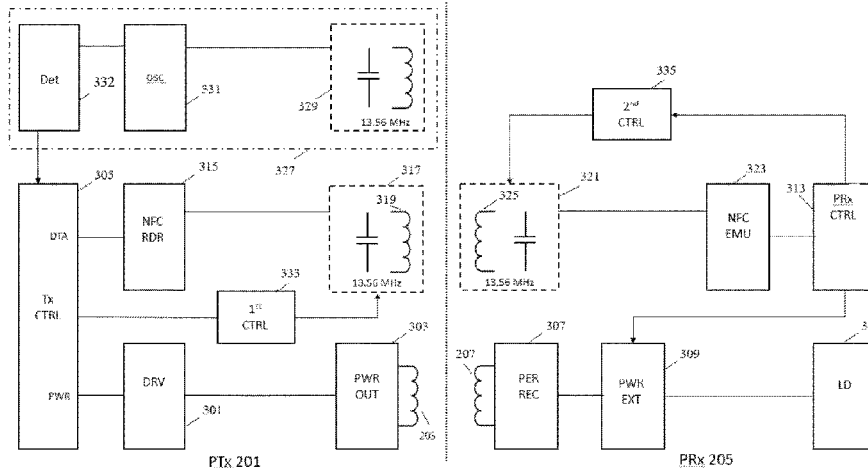 Det
332
OSC
331
329
13.56 MHz
327
305
DTA
Tx
CTRL
PWR
315
NFC
RDR
317
319
13.56 MHz
333
1ST
CTRL
DRV
301
303
PWR
OUT
PTx 201
335
2nd
CTRL
321
325
13.56 MHz
323
NFC
EMU
313
PRx
CTRL
207
307
PER
REC
309
PWR
EXT
LD
PRx 205